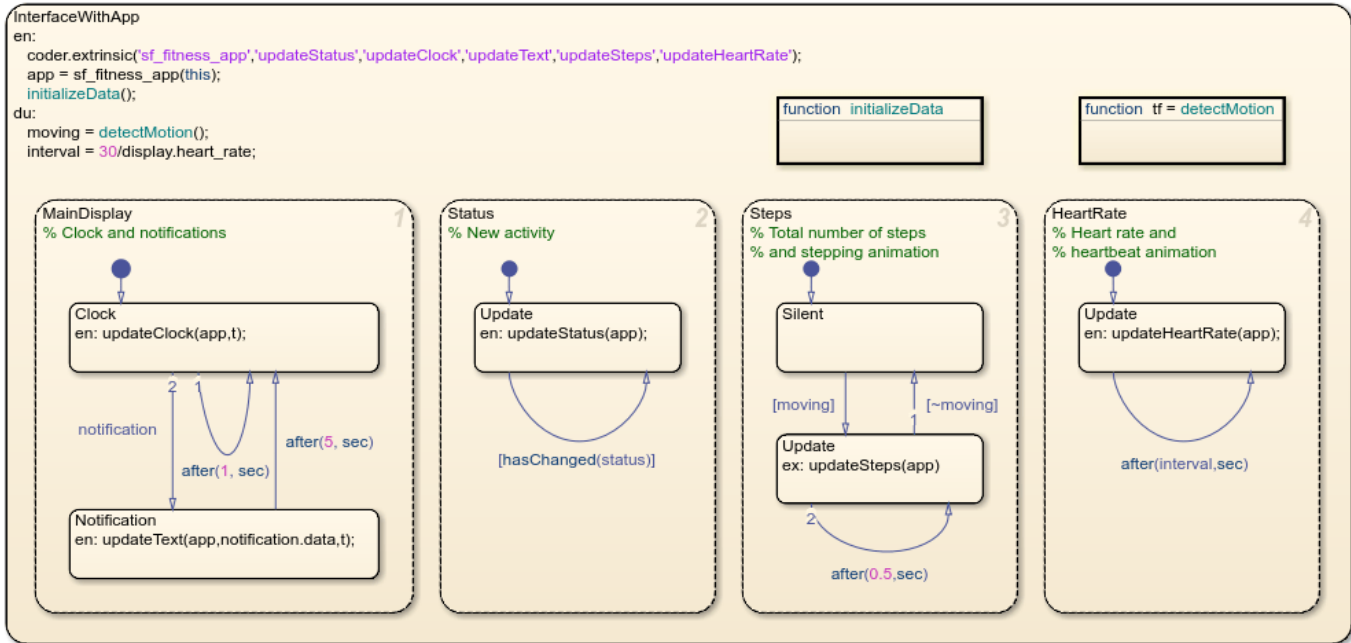 InterfaceWithApp
en:
coder.extrinsic('sf_fitness_app','updateStatus','updateClock','updateText','updateSteps','updateHeartRate');
app = sf_fitness_app(this);
initializeData();
du:
moving = detectMotion();
interval = 30/display.heart_rate;
function initializeData
function tf = detectMotion
MainDisplay
1
% Clock and notifications
Clock
en: updateClock(app,t);
2
1
notification
after(1, sec)
after(5, sec)
Notification
en: updateText(app,notification.data,t);
Status
2
% New activity
Update
en: updateStatus(app);
[hasChanged(status)]
Steps
3
% Total number of steps
% and stepping animation
Silent
[moving]
[~moving]
1
Update
ex: updateSteps(app)
2
after(0.5,sec)
HeartRate
4
% Heart rate and
% heartbeat animation
Update
en: updateHeartRate(app);
after(interval,sec)